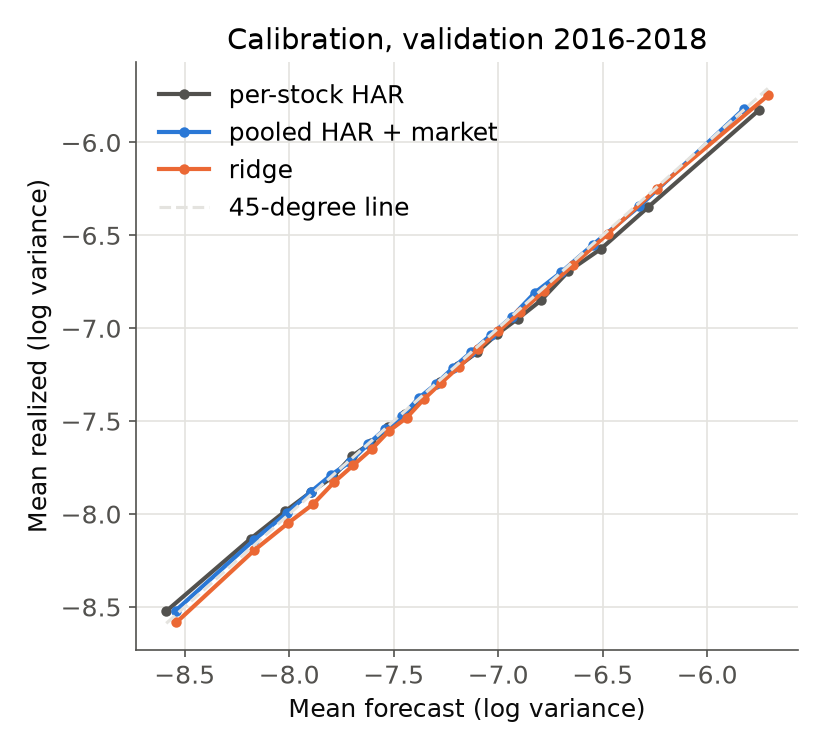 Calibration, validation 2016-2018
per-stock HAR
pooled HAR + market
ridge
45-degree line
Mean realized (log variance)
−6.0
−6.5
−7.0
−7.5
−8.0
−8.5
−8.5 −8.0 −7.5 −7.0 −6.5 −6.0
Mean forecast (log variance)